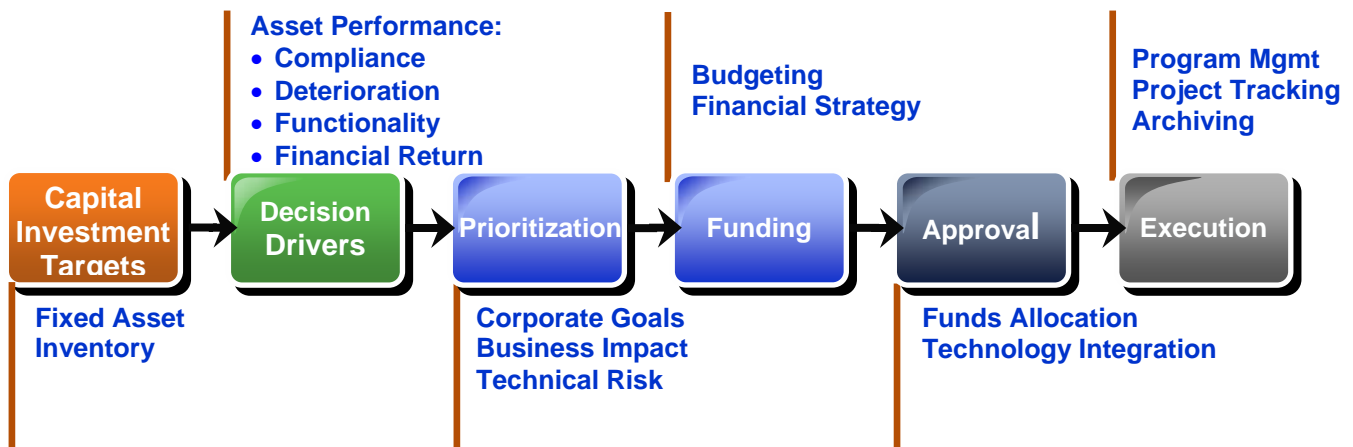 Asset Performance:
• Compliance
• Deterioration
• Functionality
• Financial Return
Budgeting
Financial Strategy
Program Mgmt
Project Tracking
Archiving
Capital
Investment
Targets
Decision
Drivers
Prioritization
Funding
Approval
Execution
Fixed Asset
Inventory
Corporate Goals
Business Impact
Technical Risk
Funds Allocation
Technology Integration